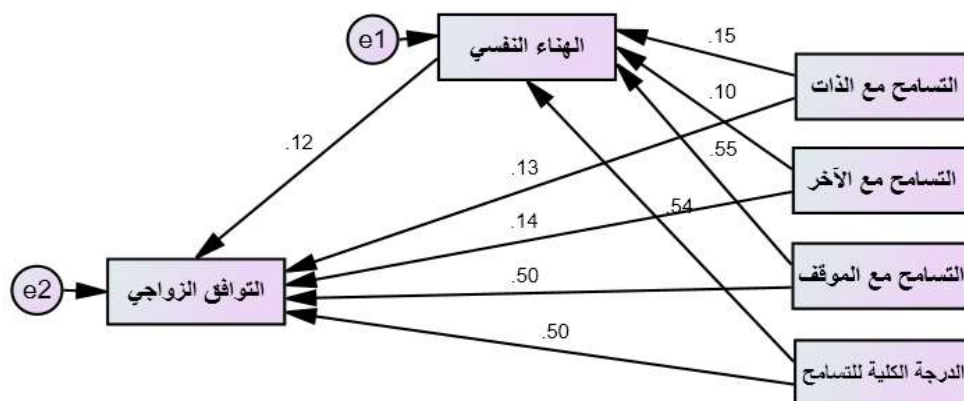 e1
الهناء النفسي
.15
التسامح مع الذات
.10
.12
.55
.13
التسامح مع الآخر
.54
.14
التسامح مع الموقف
e2
التوافق الزواجي
.50
.50
الدرجة الكلية للتسامح